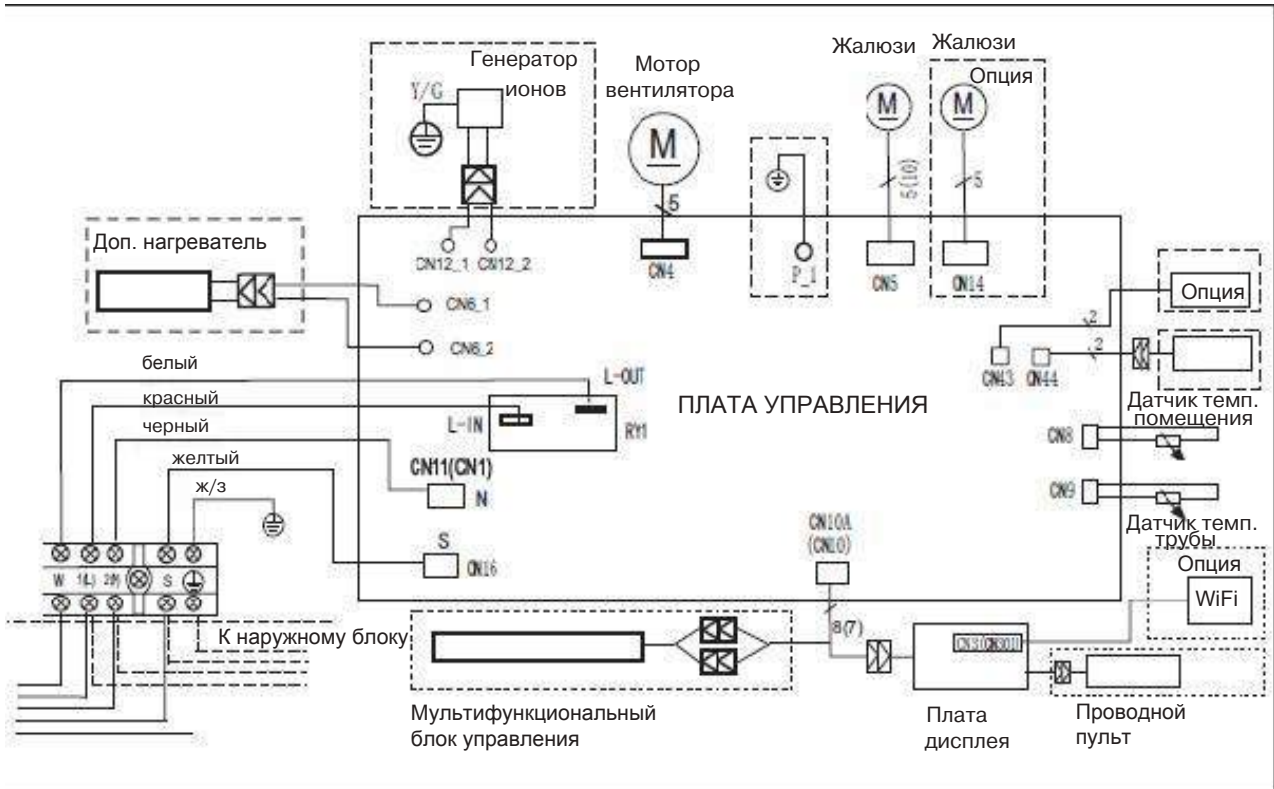 Генератор
ионов
Y/G
Мотор
вентилятора
M
5
Жалюзи
M
5(10)
Жалюзи
Опция
M
5
CN12_1 CN12_2
CN4
P_1
CN5
CN14
Доп. нагреватель
CN6_1
CN6_2
Опция
2
2
CN43 CN44
белый
L-OUT
красный
L-IN
RY1
ПЛАТА УПРАВЛЕНИЯ
черный
CN11(CN1)
N
желтый
ж/з
S
CN16
Датчик темп.
помещения
CN8
CN9
Датчик темп.
трубы
CN10A
(CN10)
8(7)
W 1(L) 2(N) S
К наружному блоку
Опция
WiFi
Мультифункциональный
блок управления
Плата
дисплея
Проводной
пульт